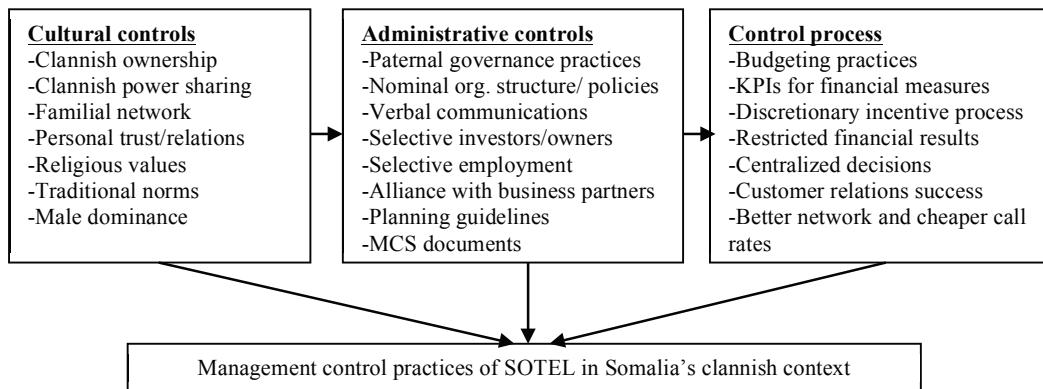 Cultural controls
-Clannish ownership
-Clannish power sharing
-Familial network
-Personal trust/relations
-Religious values
-Traditional norms
-Male dominance
Administrative controls
-Paternal governance practices
-Nominal org. structure/ policies
-Verbal communications
-Selective investors/owners
-Selective employment
-Alliance with business partners
-Planning guidelines
-MCS documents
Control process
-Budgeting practices
-KPIs for financial measures
-Discretionary incentive process
-Restricted financial results
-Centralized decisions
-Customer relations success
-Better network and cheaper call
rates
Management control practices of SOTEL in Somalia’s clannish context